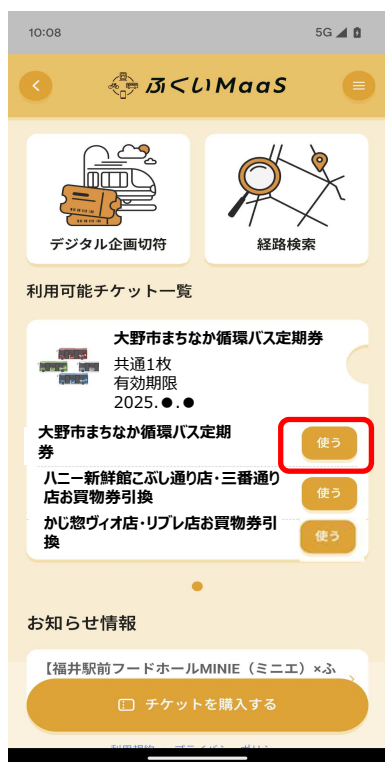 10:08
5G
ふくいMaaS
デジタル企画切符
経路検索
利用可能チケット一覧
大野市まちなか循環バス定期券
共通1枚
有効期限
2025.●.●
大野市まちなか循環バス定期
券
使う
ハニー新鮮館こぶし通り店・三番通り
店お買物券引換
使う
かじ惣ヴィオ店・リブレ店お買物券引
換
使う
お知らせ情報
【福井駅前フードホールMINIE（ミニエ）×ふ
チケットを購入する